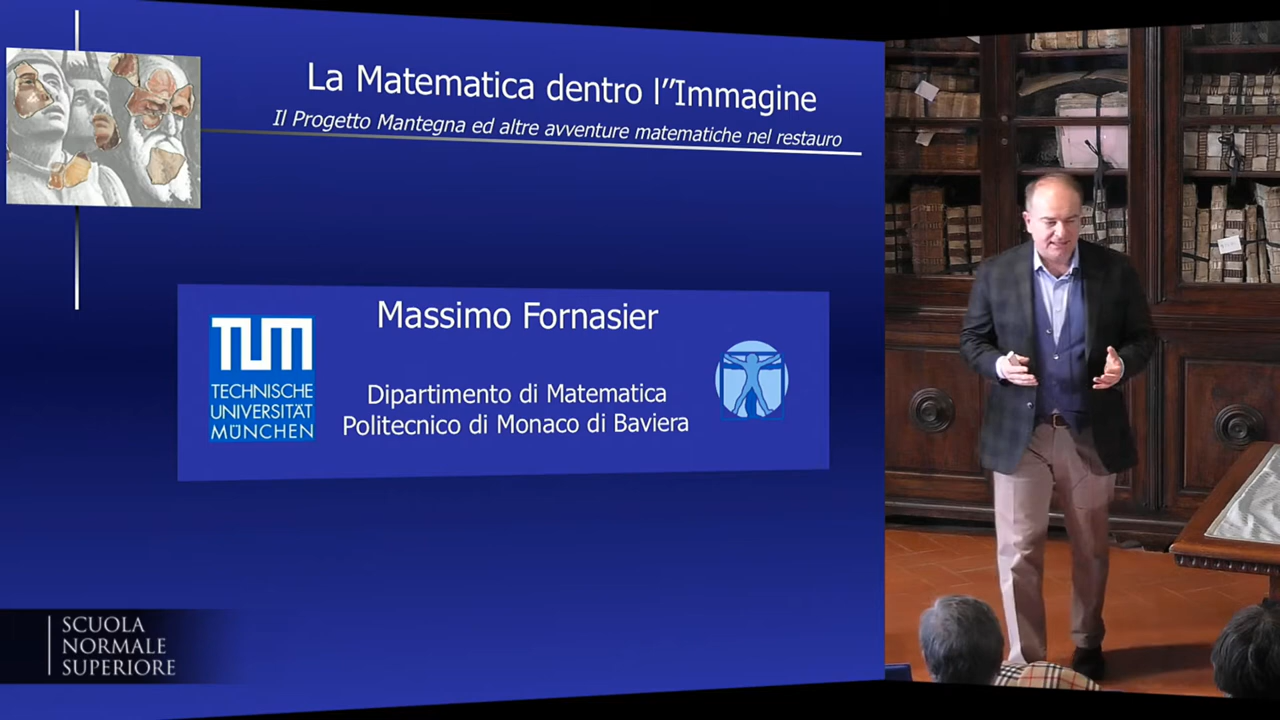 La Matematica dentro l''Immagine
Il Progetto Mantegna ed altre avventure matematiche nel restauro
Massimo Fornasier
TUM
TECHNISCHE
UNIVERSITÄT
MÜNCHEN
Dipartimento di Matematica
Politecnico di Monaco di Baviera
SCUOLA
NORMALE
SUPERIORE